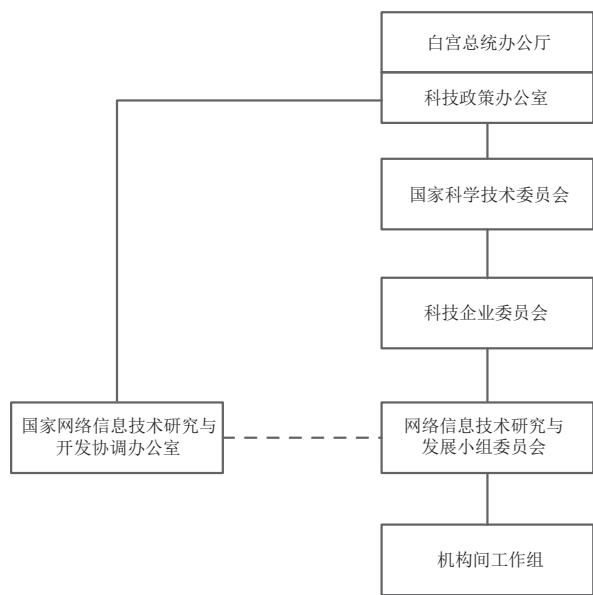 白宫总统办公厅
科技政策办公室
国家科学技术委员会
科技企业委员会
国家网络信息技术研究与
开发协调办公室
网络信息技术研究与
发展小组委员会
机构间工作组